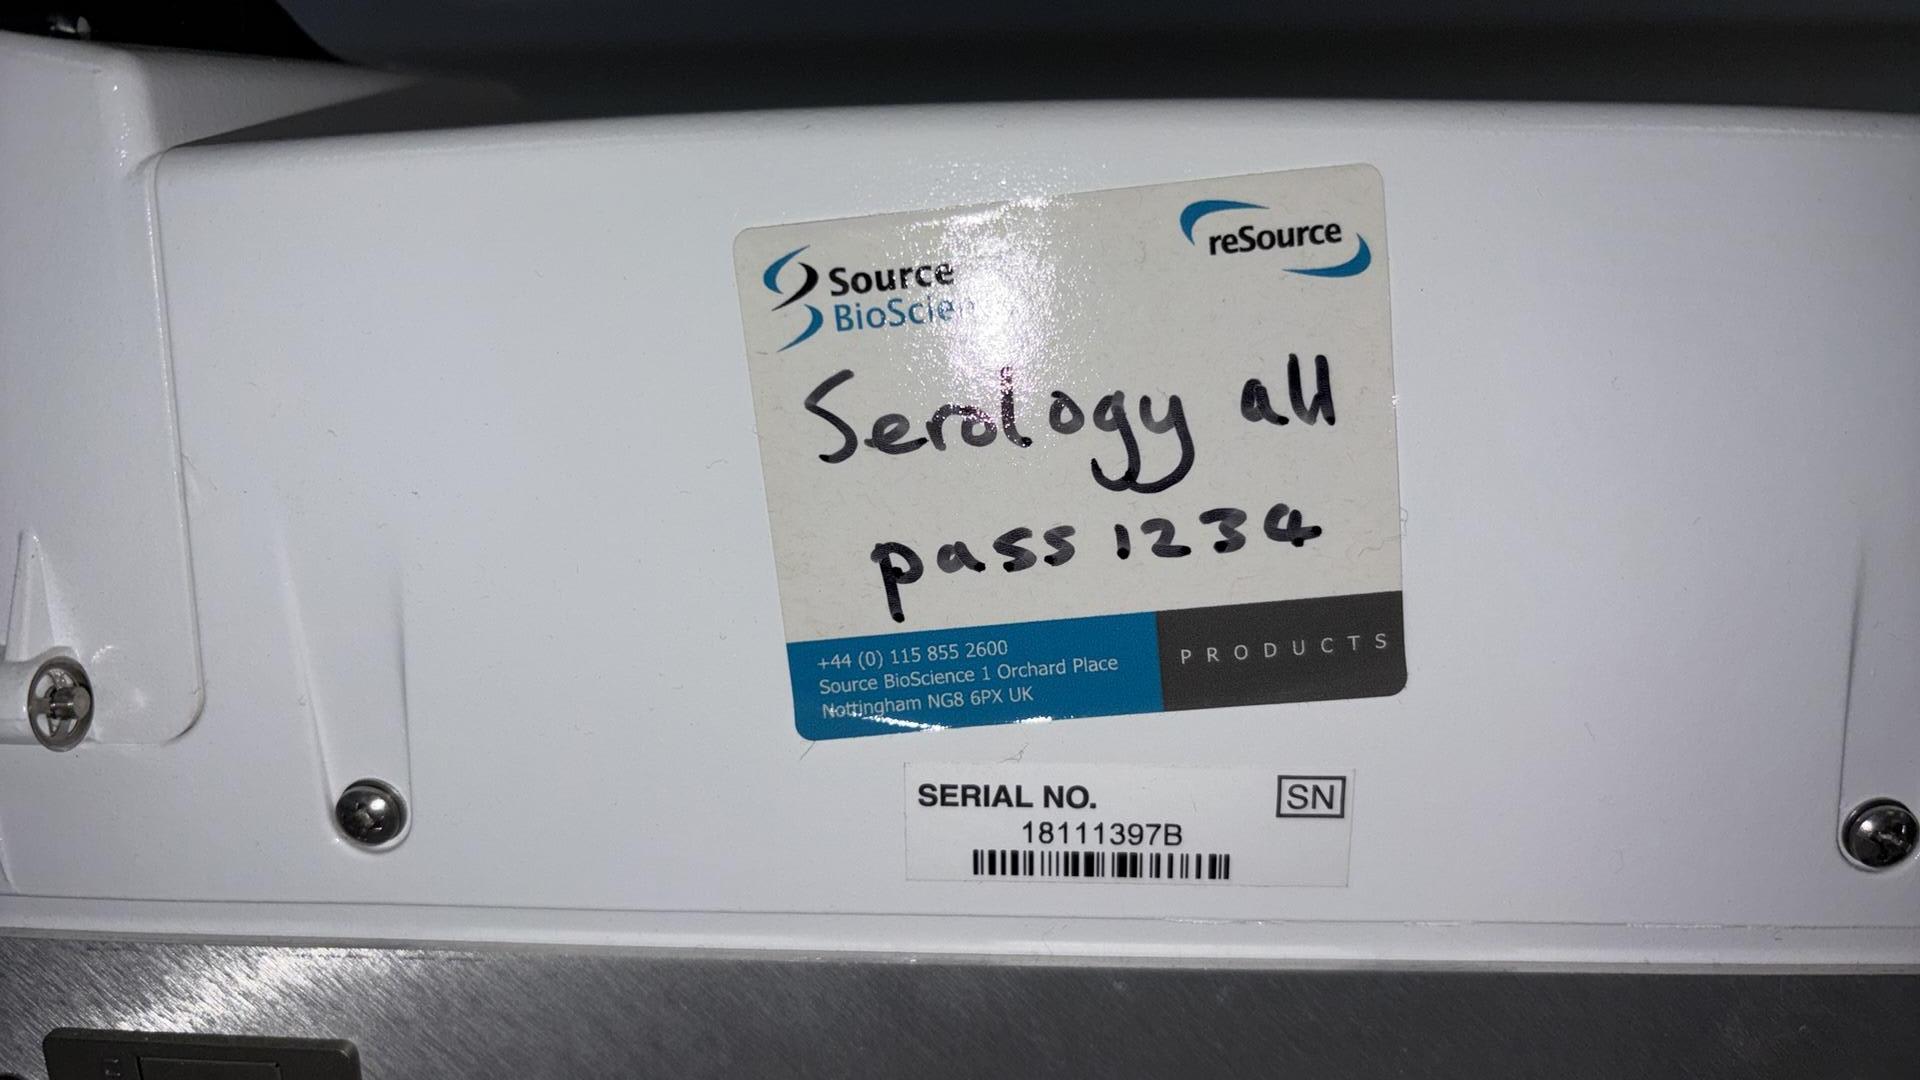 reSource
Source
BioScien
Serology all
pass 1234
+44 (0) 115 855 2600
Source BioScience 1 Orchard Place
Nottingham NG8 6PX UK
PRODUCTS
SERIAL NO.
SN
18111397B